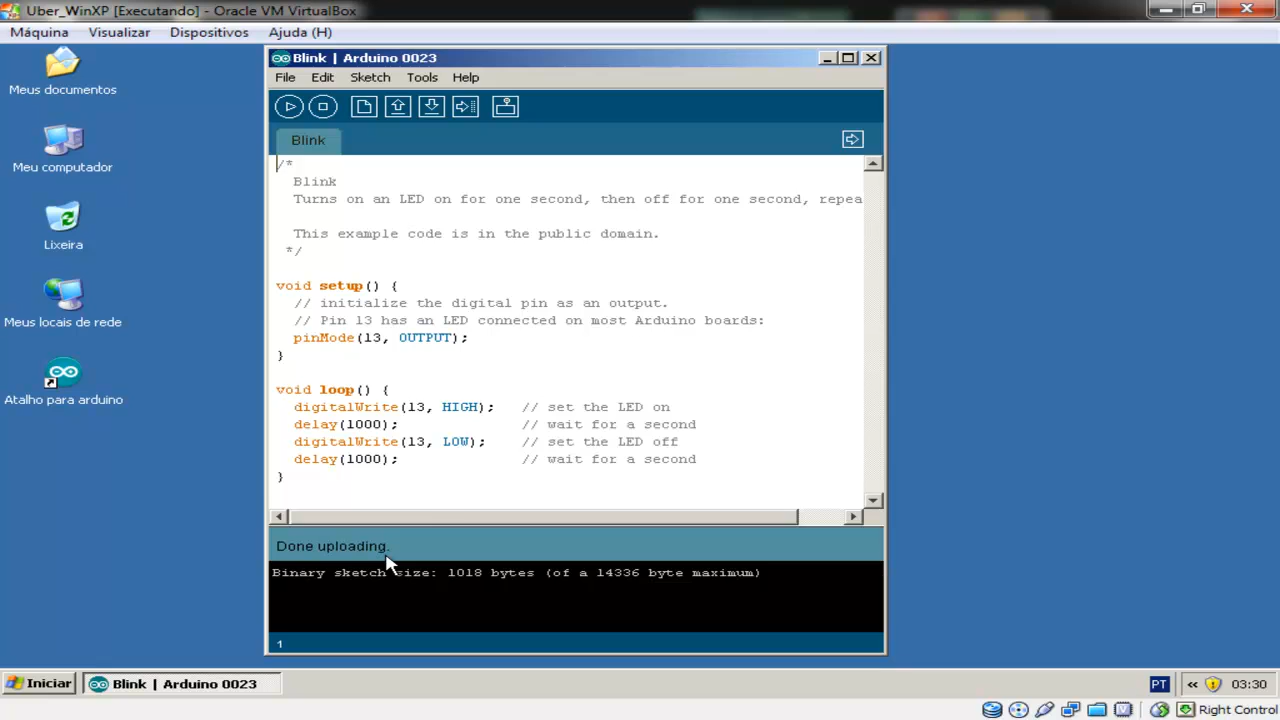 Uber_WinXP [Executando] - Oracle VM VirtualBox
Máquina Visualizar Dispositivos Ajuda (H)
Meus documentos
Meu computador
Lixeira
Meus locais de rede
Atalho para arduino
Blink | Arduino 0023
File Edit Sketch Tools Help
Blink
/*
Blink
Turns on an LED on for one second, then off for one second, repea
This example code is in the public domain.
*/
void setup() {
// initialize the digital pin as an output.
// Pin 13 has an LED connected on most Arduino boards:
pinMode(13, OUTPUT);
}
void loop() {
digitalWrite(13, HIGH); // set the LED on
delay(1000); // wait for a second
digitalWrite(13, LOW); // set the LED off
delay(1000); // wait for a second
}
Done uploading.
Binary sketch size: 1018 bytes (of a 14336 byte maximum)
1
Iniciar Blink | Arduino 0023 PT « 03:30
Right Control